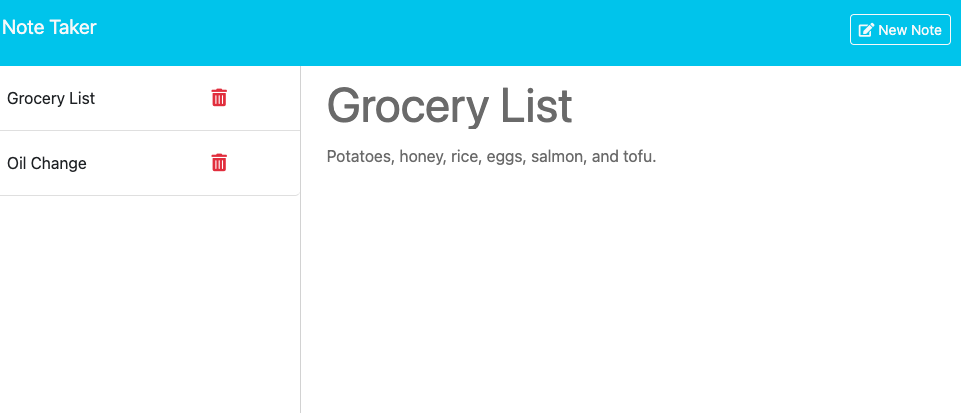 Note Taker
New Note
Grocery List
Oil Change
Grocery List
Potatoes, honey, rice, eggs, salmon, and tofu.